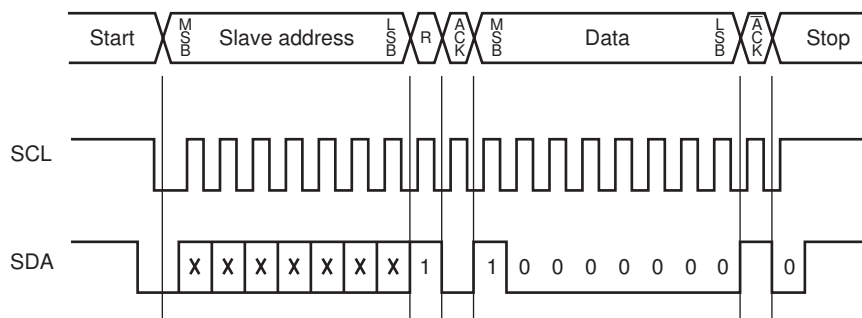 Start MSB Slave address LSB R ACK MSB Data LSB A̅C̅K̅ Stop
SCL
SDA X X X X X X X 1 1 0 0 0 0 0 0 0 0